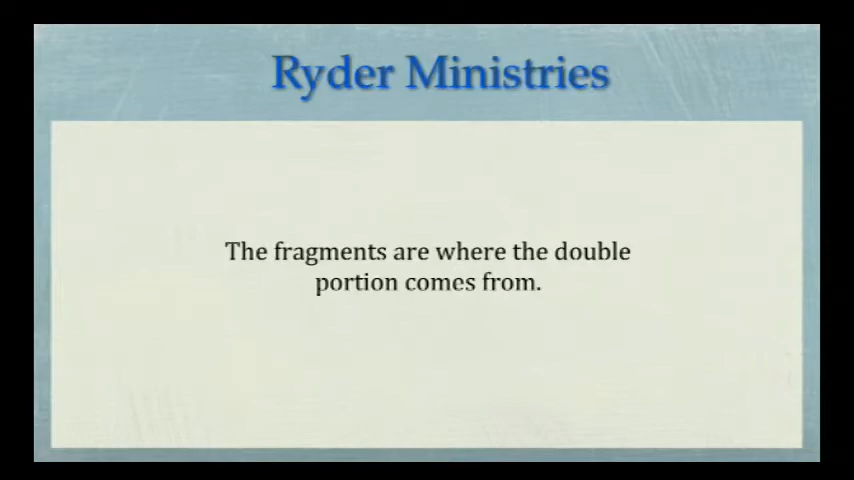 Ryder Ministries
The fragments are where the double
portion comes from.